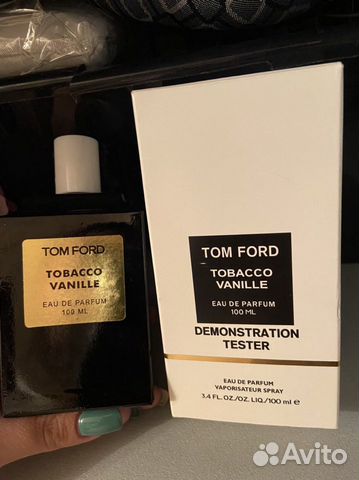 TOM FORD
TOBACCO
VANILLE
EAU DE PARFUM
100 ML
TOM FORD
TOBACCO
VANILLE
EAU DE PARFUM
100 ML
DEMONSTRATION
TESTER
EAU DE PARFUM
VAPORISATEUR SPRAY
3.4 FL. OZ./OZ. LIQ./100 ml e
Avito